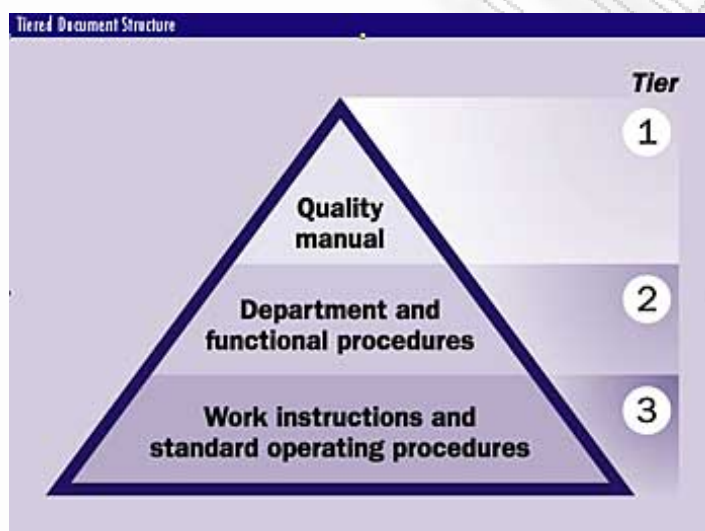 Tiered Document Structure
Tier
1
Quality
manual
2
Department and
functional procedures
3
Work instructions and
standard operating procedures